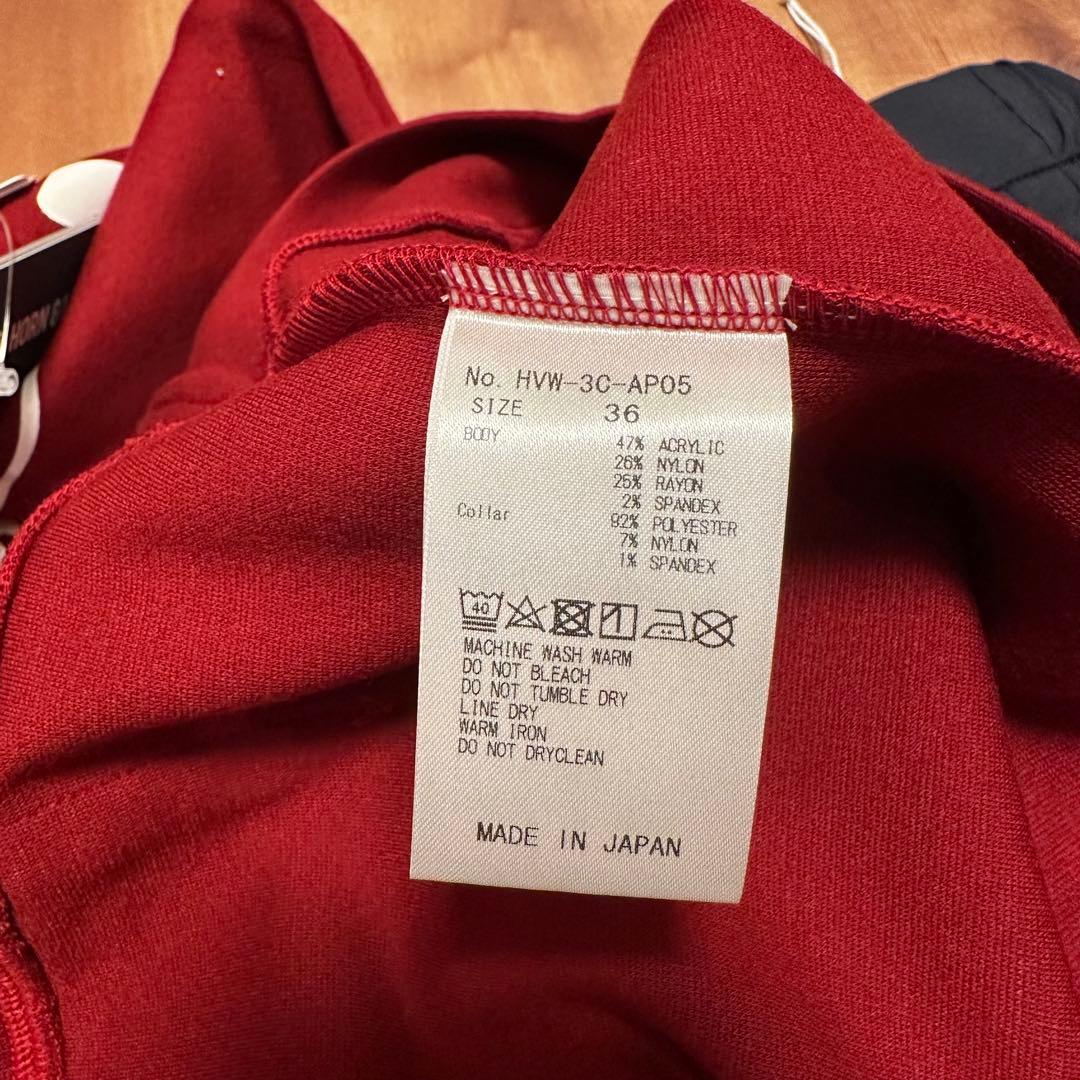 HORN G
No. HVW-3C-AP05
SIZE 36
BODY 47% ACRYLIC
26% NYLON
25% RAYON
2% SPANDEX
Collar 92% POLYESTER
7% NYLON
1% SPANDEX
40
MACHINE WASH WARM
DO NOT BLEACH
DO NOT TUMBLE DRY
LINE DRY
WARM IRON
DO NOT DRYCLEAN
MADE IN JAPAN